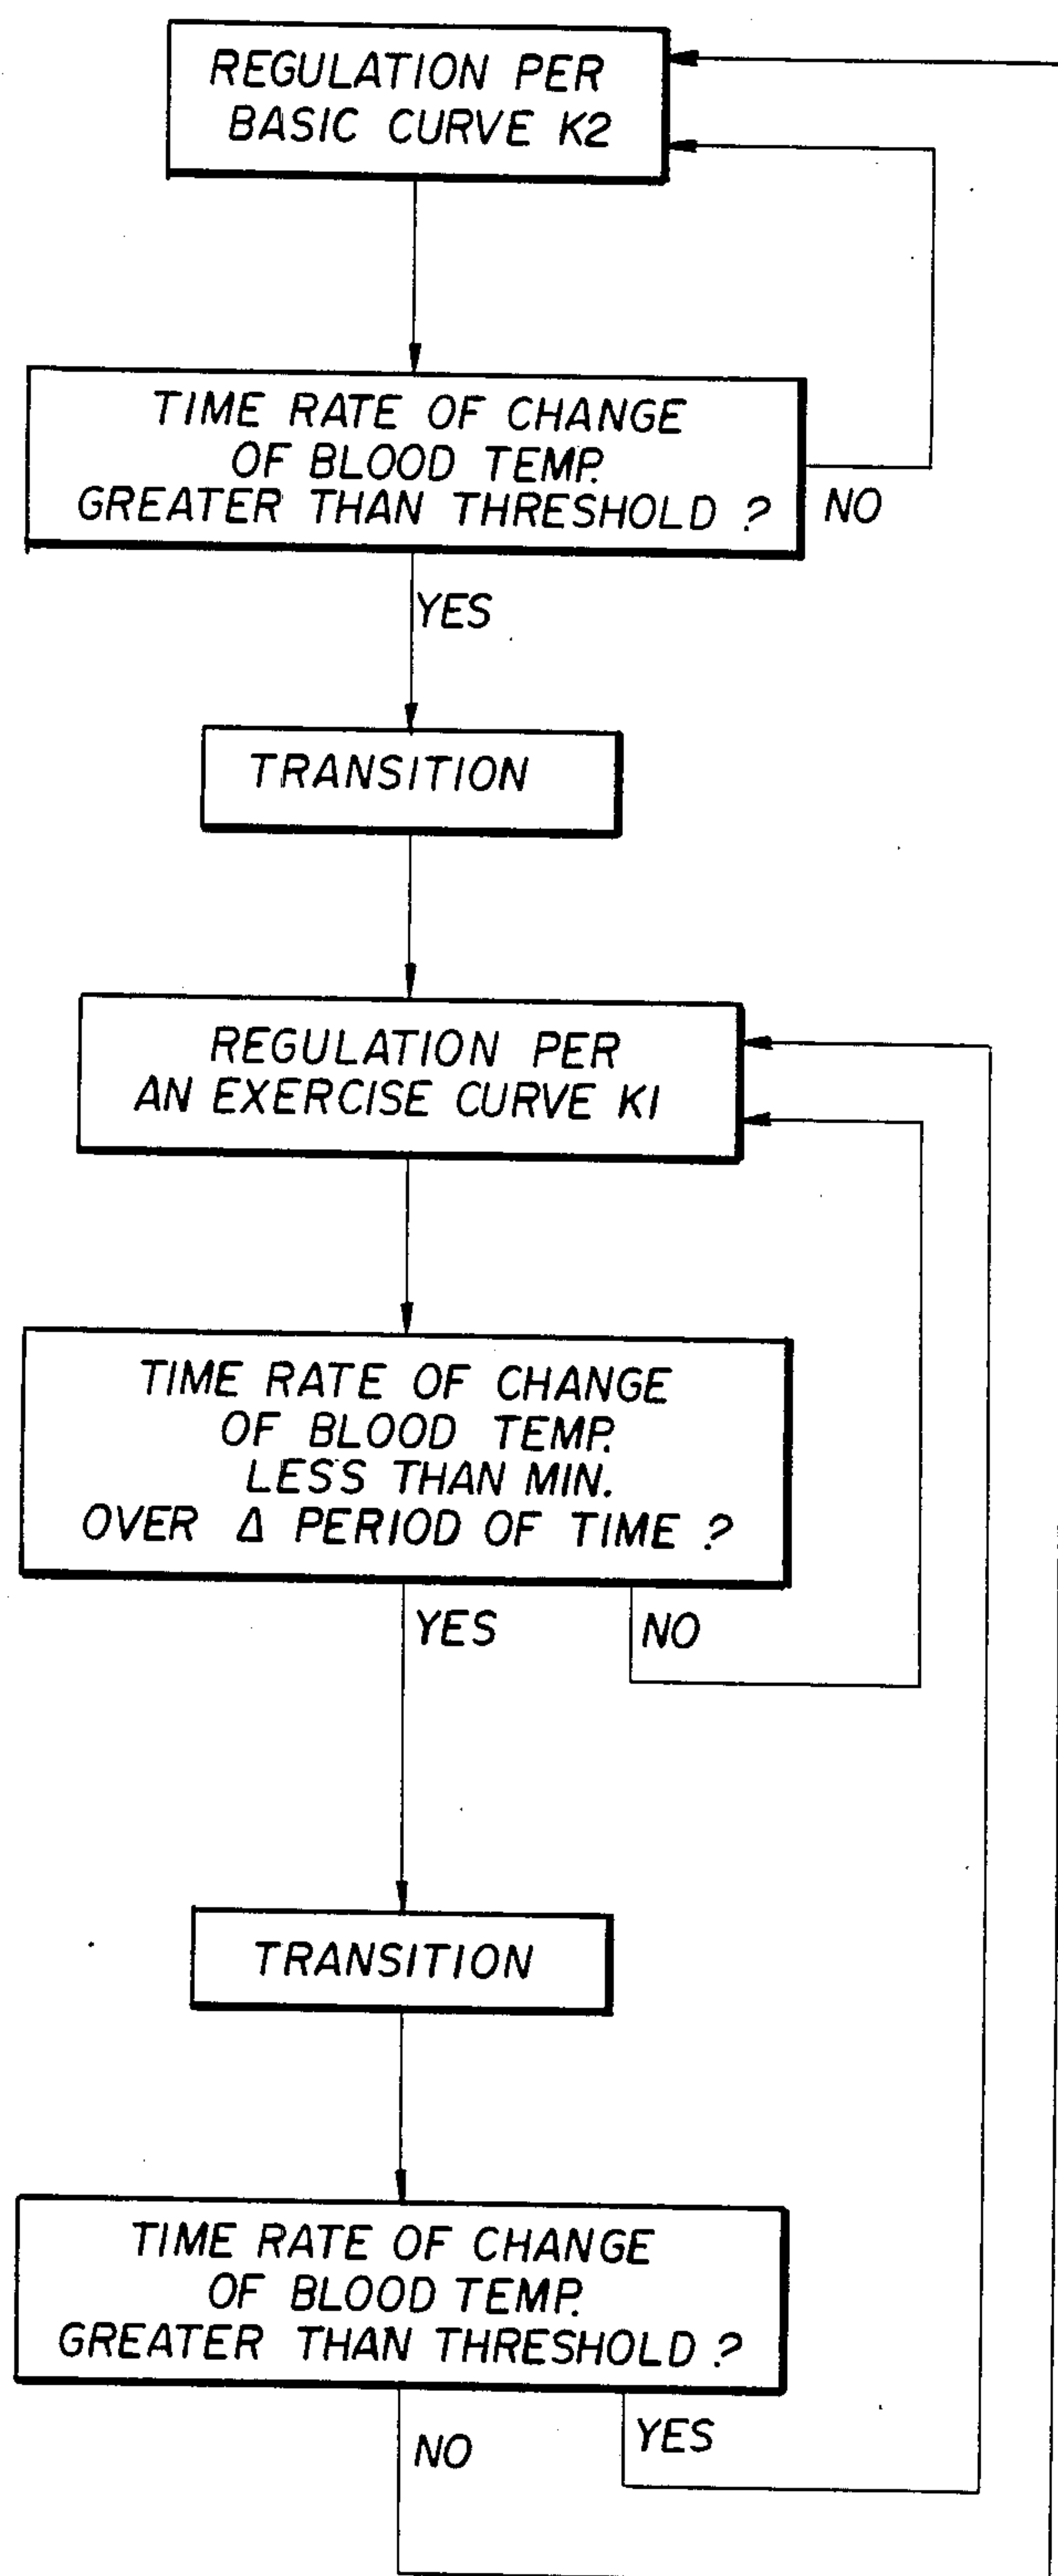 REGULATION PER
BASIC CURVE K2
TIME RATE OF CHANGE
OF BLOOD TEMP.
GREATER THAN THRESHOLD ?
NO
YES
TRANSITION
REGULATION PER
AN EXERCISE CURVE K1
TIME RATE OF CHANGE
OF BLOOD TEMP.
LESS THAN MIN.
OVER Δ PERIOD OF TIME ?
YES
NO
TRANSITION
TIME RATE OF CHANGE
OF BLOOD TEMP.
GREATER THAN THRESHOLD ?
NO
YES